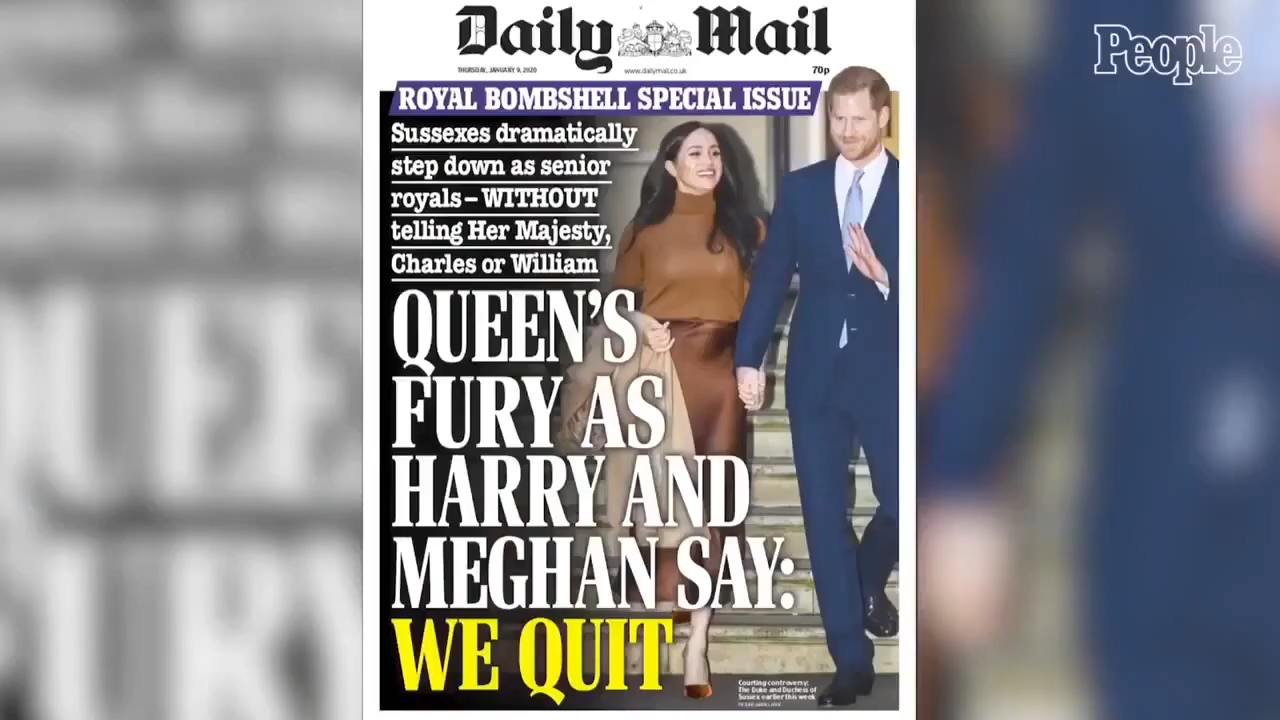 Daily Mail
THURSDAY, JANUARY 9, 2020
www.dailymail.co.uk
70p
People
ROYAL BOMBSHELL SPECIAL ISSUE
Sussexes dramatically
step down as senior
royals – WITHOUT
telling Her Majesty,
Charles or William
QUEEN'S
FURY AS
HARRY AND
MEGHAN SAY:
WE QUIT
Courting controversy:
The Duke and Duchess of
Sussex earlier this week